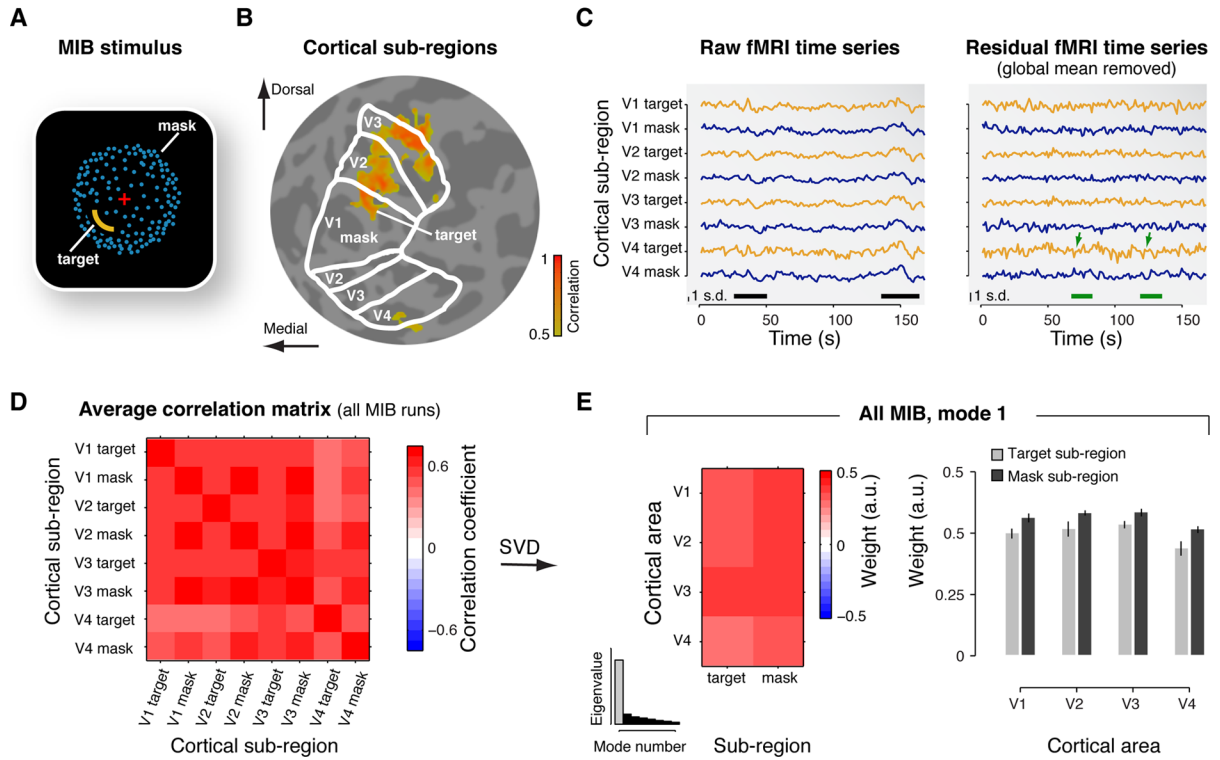 A
MIB stimulus
mask
target
B
Cortical sub-regions
Dorsal
V3
V2
V1
mask
target
V2
V3
V4
Medial
1
0.5
Correlation
C
Raw fMRI time series
Residual fMRI time series
(global mean removed)
Cortical sub-region
V1 target
V1 mask
V2 target
V2 mask
V3 target
V3 mask
V4 target
V4 mask
1 s.d.
0 50 100 150
Time (s)
1 s.d.
0 50 100 150
Time (s)
D
Average correlation matrix (all MIB runs)
Cortical sub-region
V1 target
V1 mask
V2 target
V2 mask
V3 target
V3 mask
V4 target
V4 mask
V1 target
V1 mask
V2 target
V2 mask
V3 target
V3 mask
V4 target
V4 mask
Cortical sub-region
0.6
0
−0.6
Correlation coefficient
SVD
E
All MIB, mode 1
Cortical area
V1
V2
V3
V4
target mask
Sub-region
0.5
0
−0.5
Weight (a.u.)
Eigenvalue
Mode number
Target sub-region
Mask sub-region
Weight (a.u.)
0.5
0.5
0.25
0
V1 V2 V3 V4
Cortical area